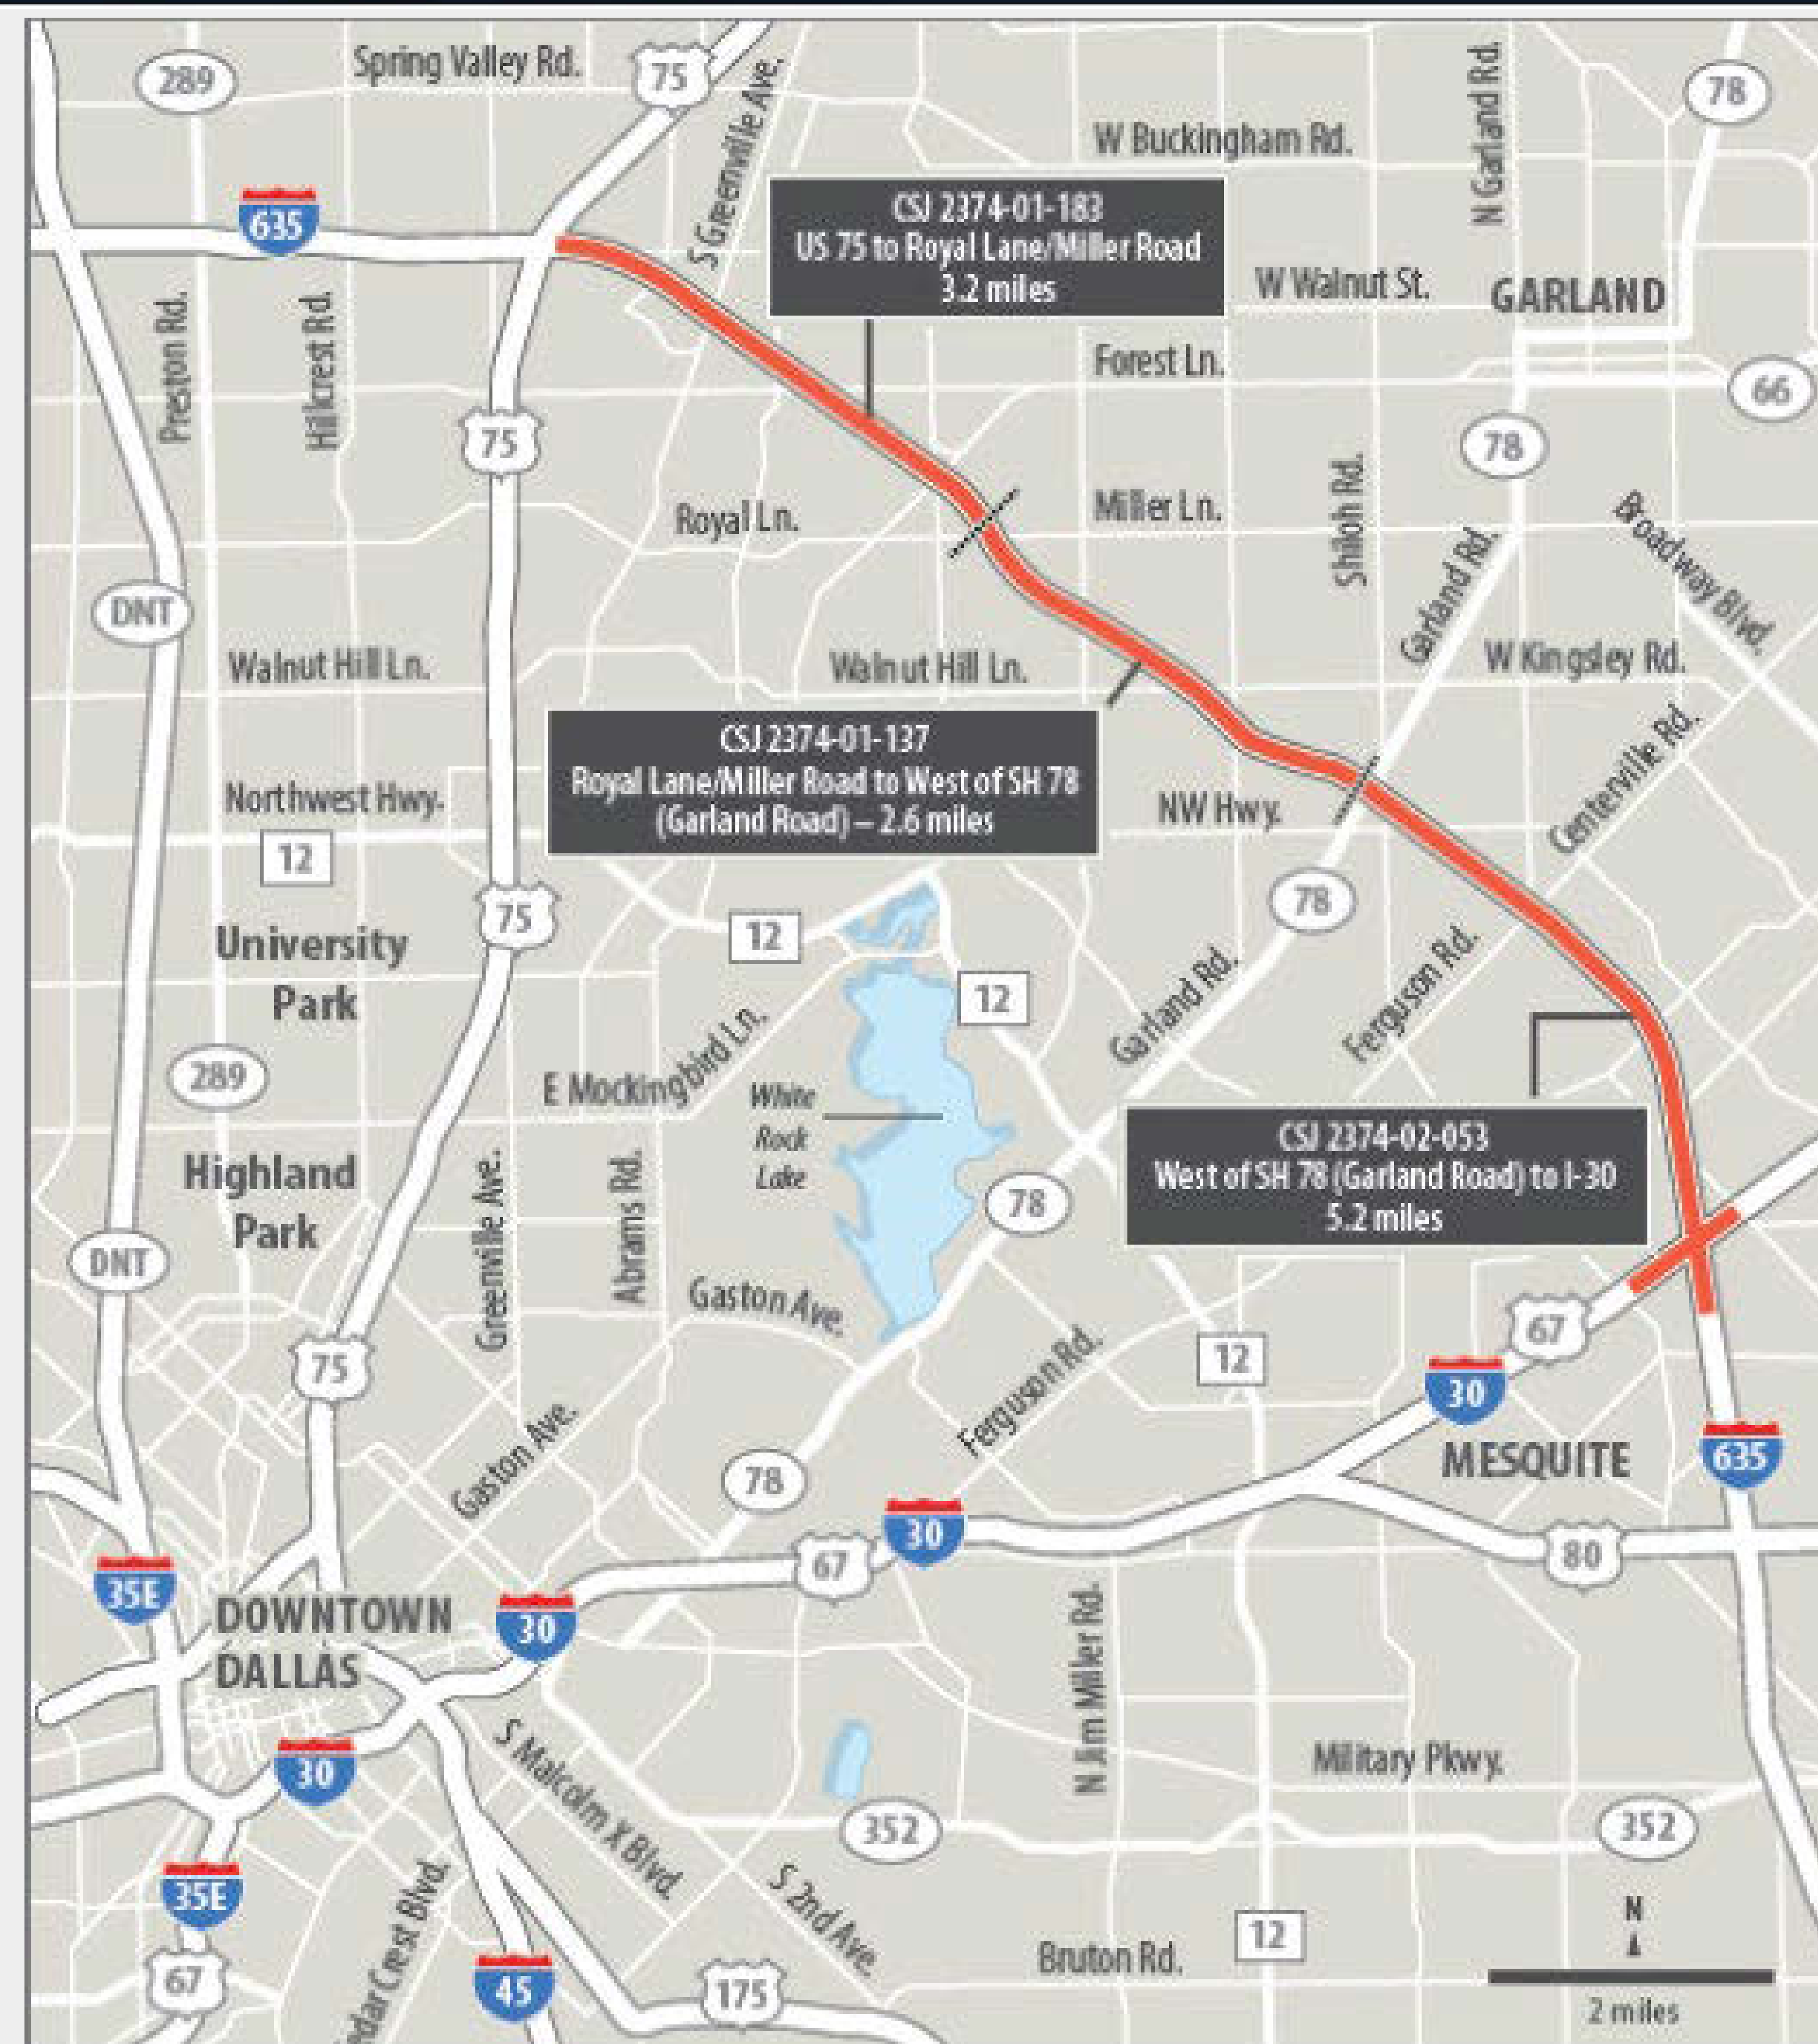 Spring Valley Rd.
289
75
S Greenville Ave.
N Garland Rd.
78
W Buckingham Rd.
635
CSJ 2374-01-183
US 75 to Royal Lane/Miller Road
3.2 miles
W Walnut St.
GARLAND
Preston Rd.
Hillcrest Rd.
Forest Ln.
66
75
78
Royal Ln.
Miller Ln.
Shiloh Rd.
Garland Rd.
Broadway Blvd.
DNT
Walnut Hill Ln.
Walnut Hill Ln.
W Kingsley Rd.
CSJ 2374-01-137
Royal Lane/Miller Road to West of SH 78
(Garland Road) – 2.6 miles
Northwest Hwy.
NW Hwy.
Centerville Rd.
12
75
78
University
Park
12
12
Garland Rd.
Ferguson Rd.
289
E Mockingbird Ln.
White
Rock
Lake
CSJ 2374-02-053
West of SH 78 (Garland Road) to I-30
5.2 miles
Highland
Park
Greenville Ave.
Abrams Rd.
78
DNT
Gaston Ave.
67
75
Ferguson Rd.
12
30
Gaston Ave.
MESQUITE
635
78
30
67
80
35E
DOWNTOWN
DALLAS
30
N Jim Miller Rd.
30
S Malcolm X Blvd.
Military Pkwy.
352
352
35E
S 2nd Ave.
N
12
Bruton Rd.
67
45
175
2 miles